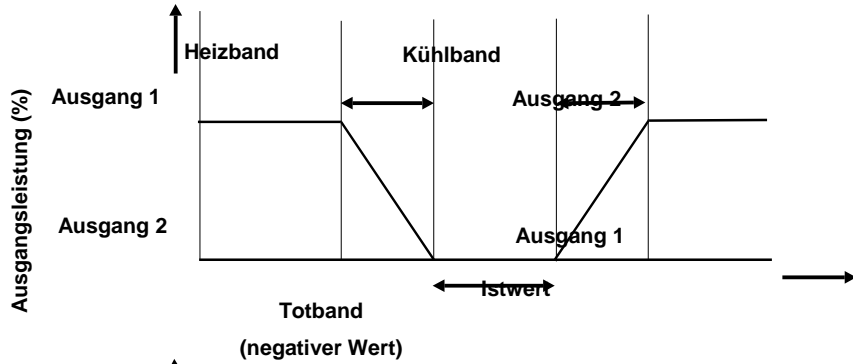 Heizband
Kühlband
Ausgang 1
Ausgang 2
Ausgangsleistung (%)
Ausgang 2
Ausgang 1
Istwert
Totband
(negativer Wert)